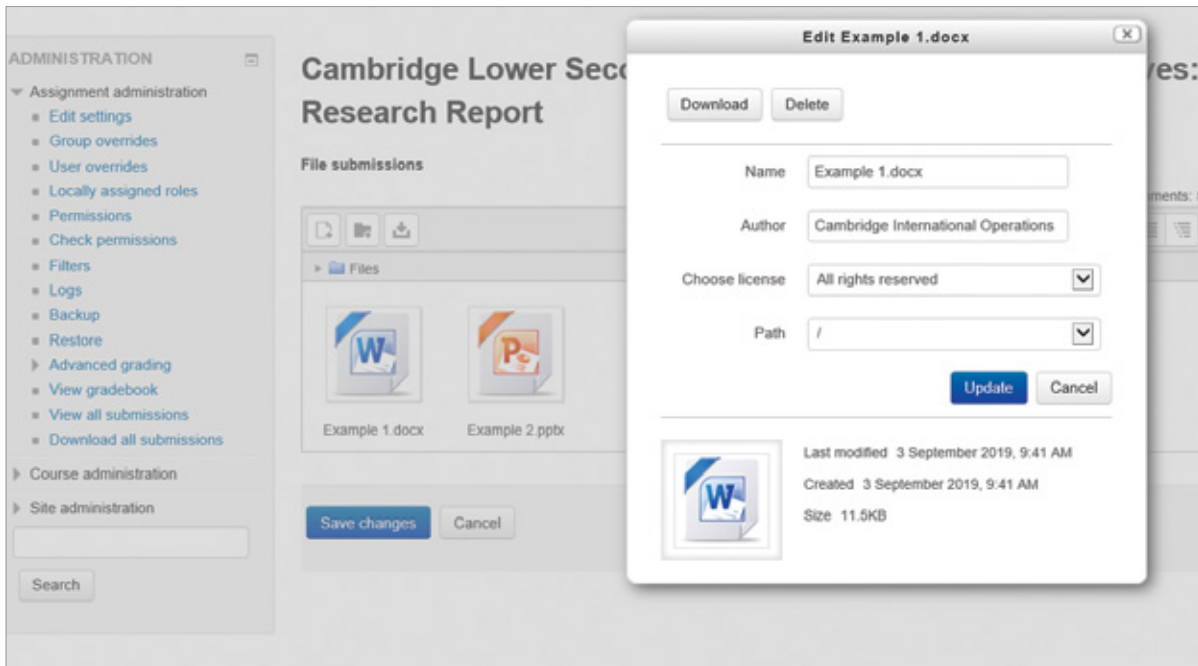 ADMINISTRATION
Assignment administration
Edit settings
Group overrides
User overrides
Locally assigned roles
Permissions
Check permissions
Filters
Logs
Backup
Restore
Advanced grading
View gradebook
View all submissions
Download all submissions
Course administration
Site administration
Search
Cambridge Lower Seco
ves:
Research Report
File submissions
ments:
Files
Example 1.docx
Example 2.pptx
Save changes
Cancel
Edit Example 1.docx
Download
Delete
Name
Example 1.docx
Author
Cambridge International Operations
Choose license
All rights reserved
Path
/
Update
Cancel
Last modified 3 September 2019, 9:41 AM
Created 3 September 2019, 9:41 AM
Size 11.5KB